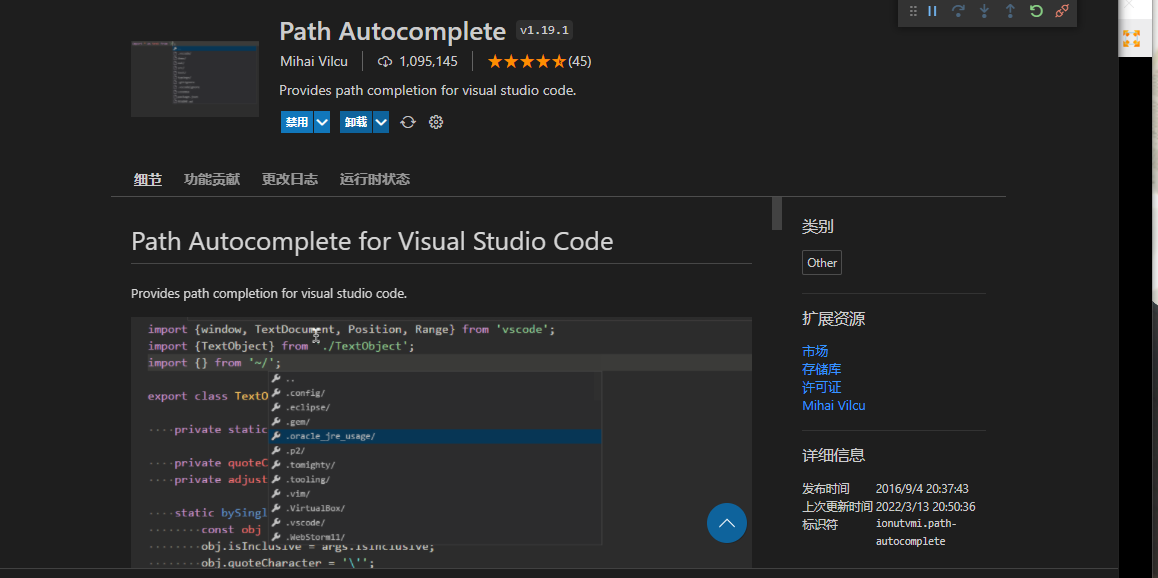 Path Autocomplete v1.19.1
Mihai Vilcu 1,095,145 (45)
Provides path completion for visual studio code.
禁用 卸载
细节 功能贡献 更改日志 运行时状态
Path Autocomplete for Visual Studio Code
Provides path completion for visual studio code.
import {window, TextDocument, Position, Range} from 'vscode';
import {TextObject} from './TextObject';
import {} from '~/';
..
.config/
export class TextO
.eclipse/
.gem/
····private static
.oracle_jre_usage/
.p2/
····private quoteC
.tomighty/
····private adjust
.tooling/
.vim/
static bySingl
.VirtualBox/
const obj
.vscode/
.WebStorm11/
obj.isInclusive = args.isInclusive;
obj.quoteCharacter = '\'';
类别
Other
扩展资源
市场
存储库
许可证
Mihai Vilcu
详细信息
发布时间 2016/9/4 20:37:43
上次更新时间 2022/3/13 20:50:36
标识符 ionutvmi.path-
autocomplete